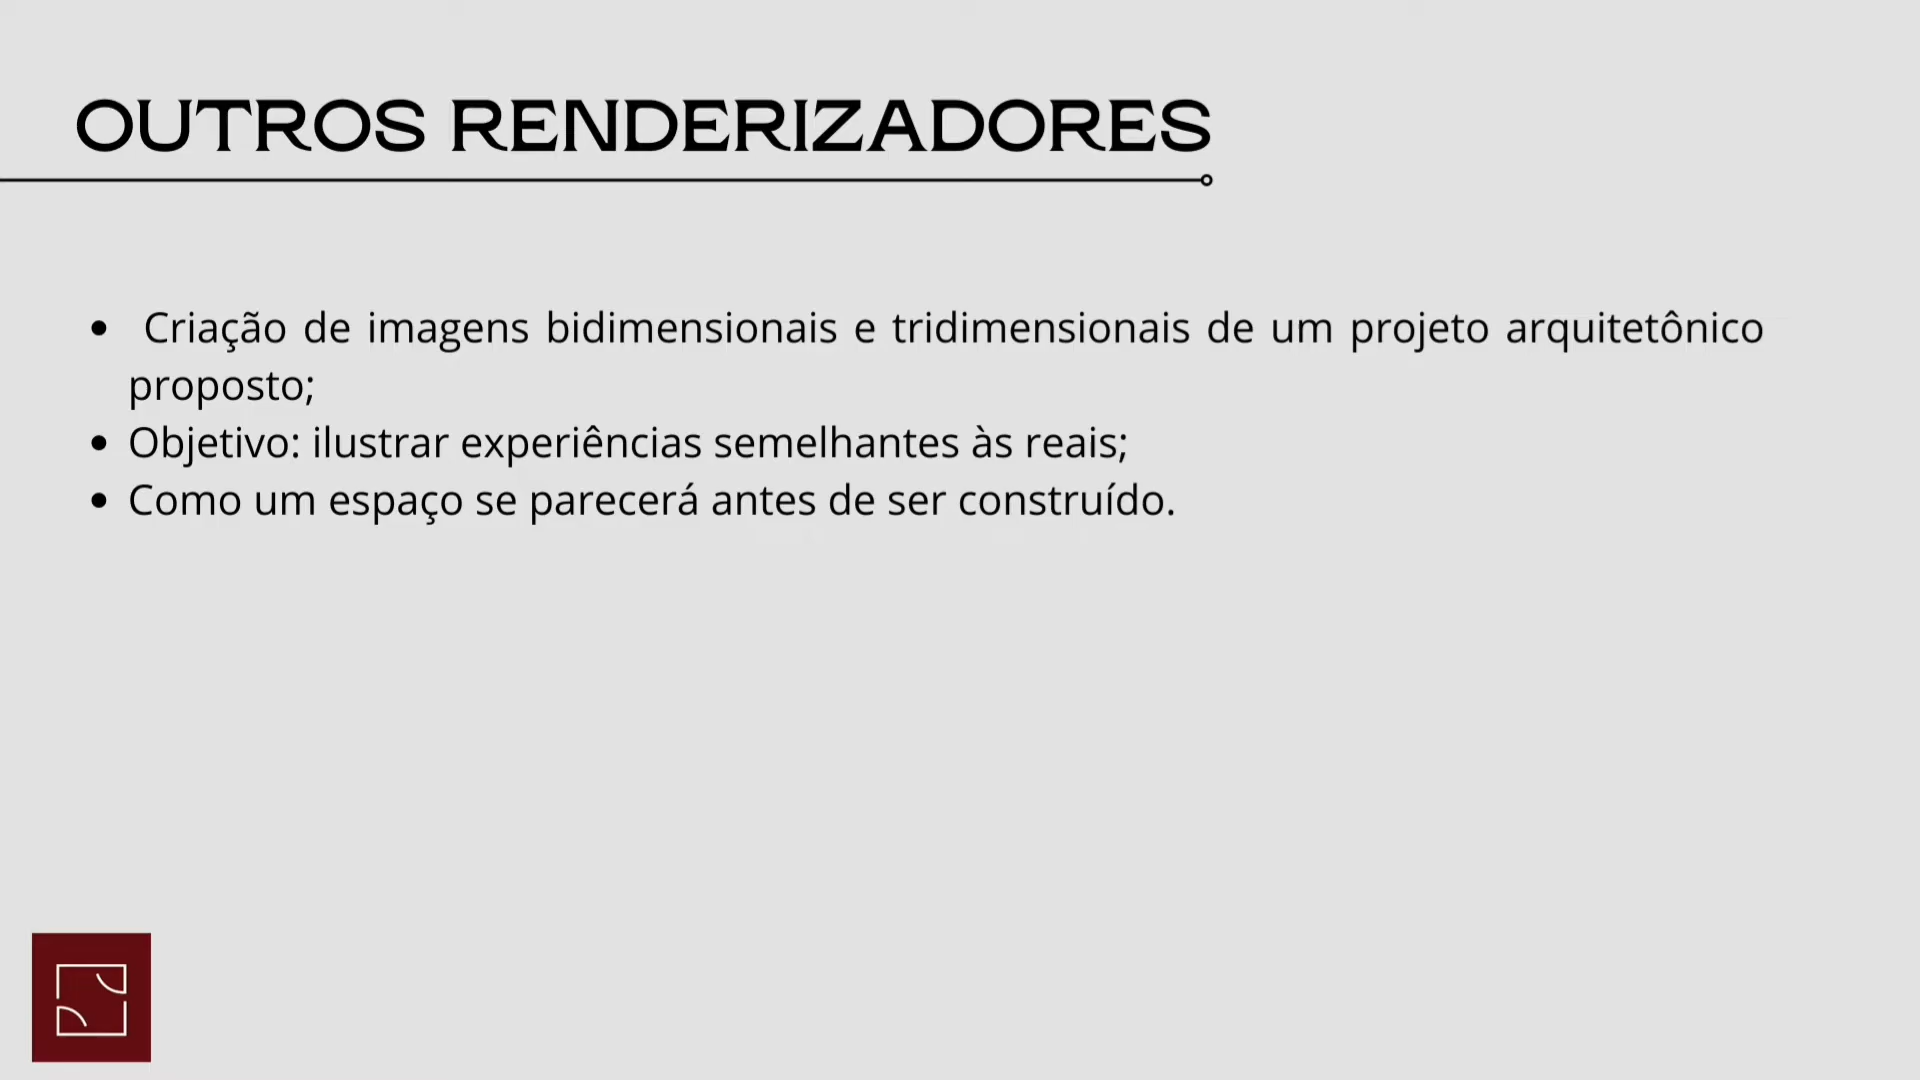 OUTROS RENDERIZADORES
• Criação de imagens bidimensionais e tridimensionais de um projeto arquitetônico
proposto;
• Objetivo: ilustrar experiências semelhantes às reais;
• Como um espaço se parecerá antes de ser construído.